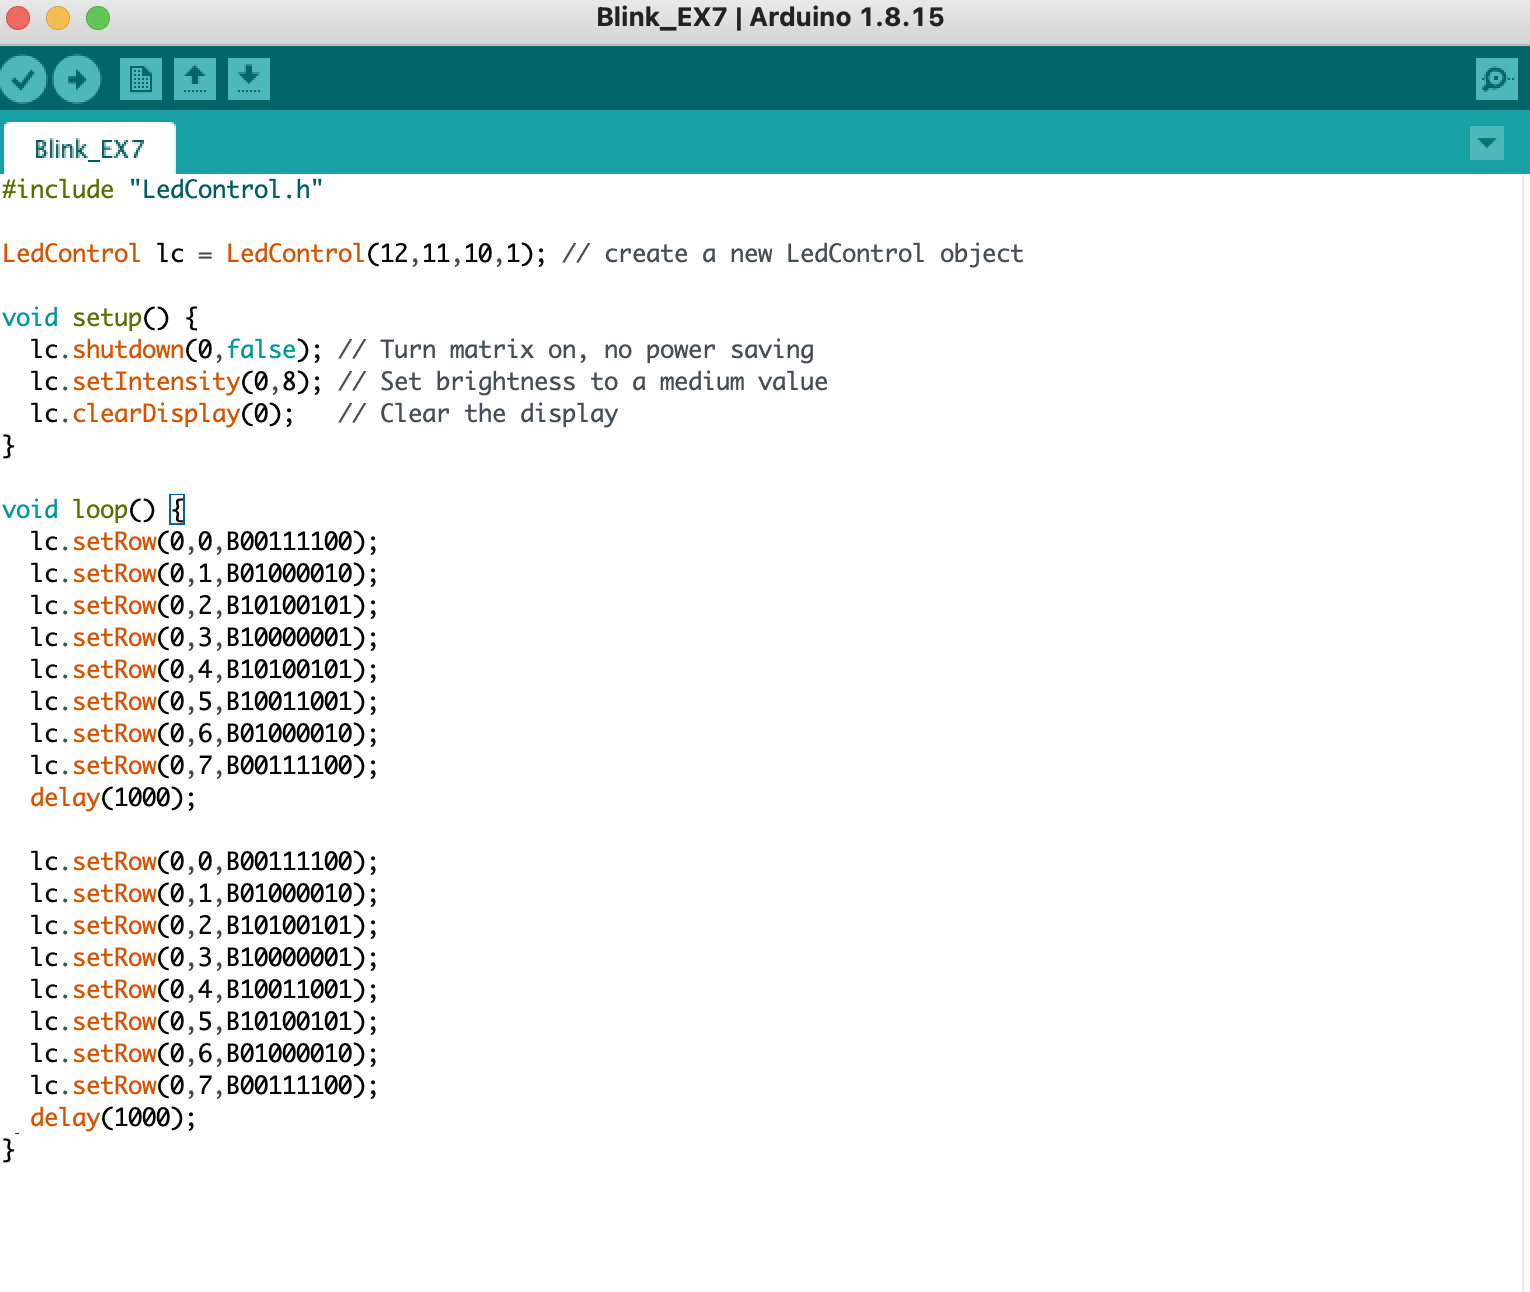 Blink_EX7 | Arduino 1.8.15
Blink_EX7
#include "LedControl.h"
LedControl lc = LedControl(12,11,10,1); // create a new LedControl object
void setup() {
  lc.shutdown(0,false); // Turn matrix on, no power saving
  lc.setIntensity(0,8); // Set brightness to a medium value
  lc.clearDisplay(0);   // Clear the display
}
void loop() {
  lc.setRow(0,0,B00111100);
  lc.setRow(0,1,B01000010);
  lc.setRow(0,2,B10100101);
  lc.setRow(0,3,B10000001);
  lc.setRow(0,4,B10100101);
  lc.setRow(0,5,B10011001);
  lc.setRow(0,6,B01000010);
  lc.setRow(0,7,B00111100);
  delay(1000);
  lc.setRow(0,0,B00111100);
  lc.setRow(0,1,B01000010);
  lc.setRow(0,2,B10100101);
  lc.setRow(0,3,B10000001);
  lc.setRow(0,4,B10011001);
  lc.setRow(0,5,B10100101);
  lc.setRow(0,6,B01000010);
  lc.setRow(0,7,B00111100);
  delay(1000);
}